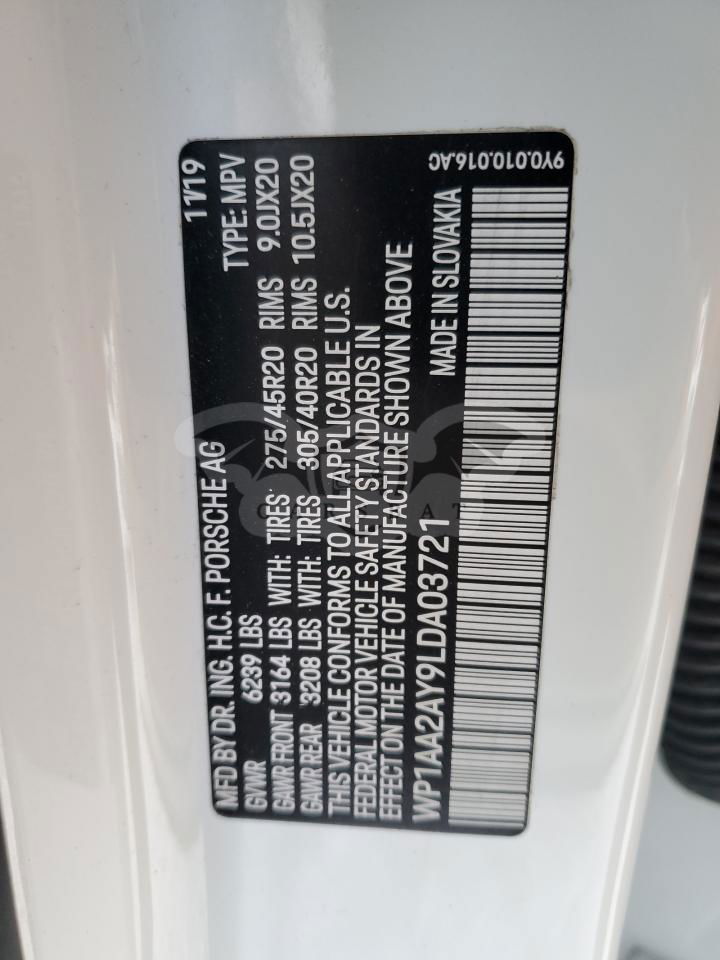 MFD BY DR. ING. H.C. F. PORSCHE AG 11/19
GVWR 6239 LBS TYPE: MPV
GAWR FRONT 3164 LBS WITH: TIRES: 275/45R20 RIMS 9.0JX20
GAWR REAR 3208 LBS WITH: TIRES 305/40R20 RIMS 10.5JX20
THIS VEHICLE CONFORMS TO ALL APPLICABLE U.S.
FEDERAL MOTOR VEHICLE SAFETY STANDARDS IN
EFFECT ON THE DATE OF MANUFACTURE SHOWN ABOVE
WP1AA2AY9LDA03721 MADE IN SLOVAKIA
9Y0.010.016.AC